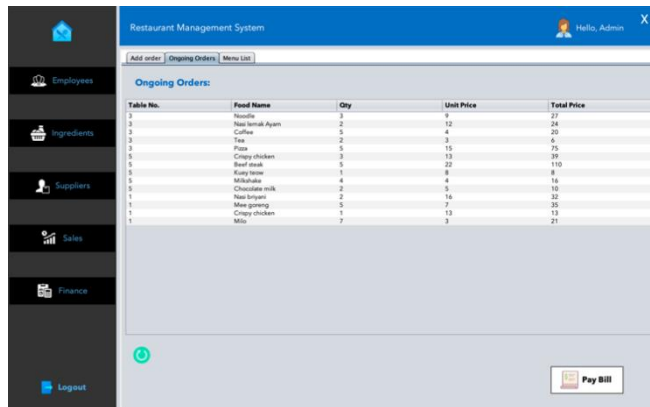 Restaurant Management System
Hello, Admin
X
Add order Ongoing Orders Menu List
Employees
Ingredients
Suppliers
Sales
Finance
Logout
Ongoing Orders:
Table No. Food Name Qty Unit Price Total Price
3 Noodle 3 9 27
3 Nasi lemak Ayam 2 12 24
3 Coffee 5 4 20
3 Tea 2 3 6
3 Pizza 5 15 75
5 Crispy chicken 3 13 39
5 Beef steak 5 22 110
5 Kuey teow 1 8 8
5 Milkshake 4 4 16
5 Chocolate milk 2 5 10
1 Nasi briyani 2 16 32
1 Mee goreng 5 7 35
1 Crispy chicken 1 13 13
1 Milo 7 3 21
Pay Bill